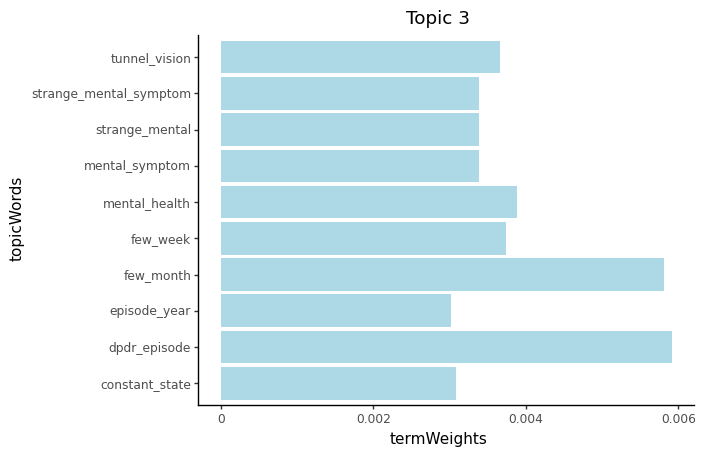 Topic 3
topicWords
tunnel_vision
strange_mental_symptom
strange_mental
mental_symptom
mental_health
few_week
few_month
episode_year
dpdr_episode
constant_state
0 0.002 0.004 0.006
termWeights